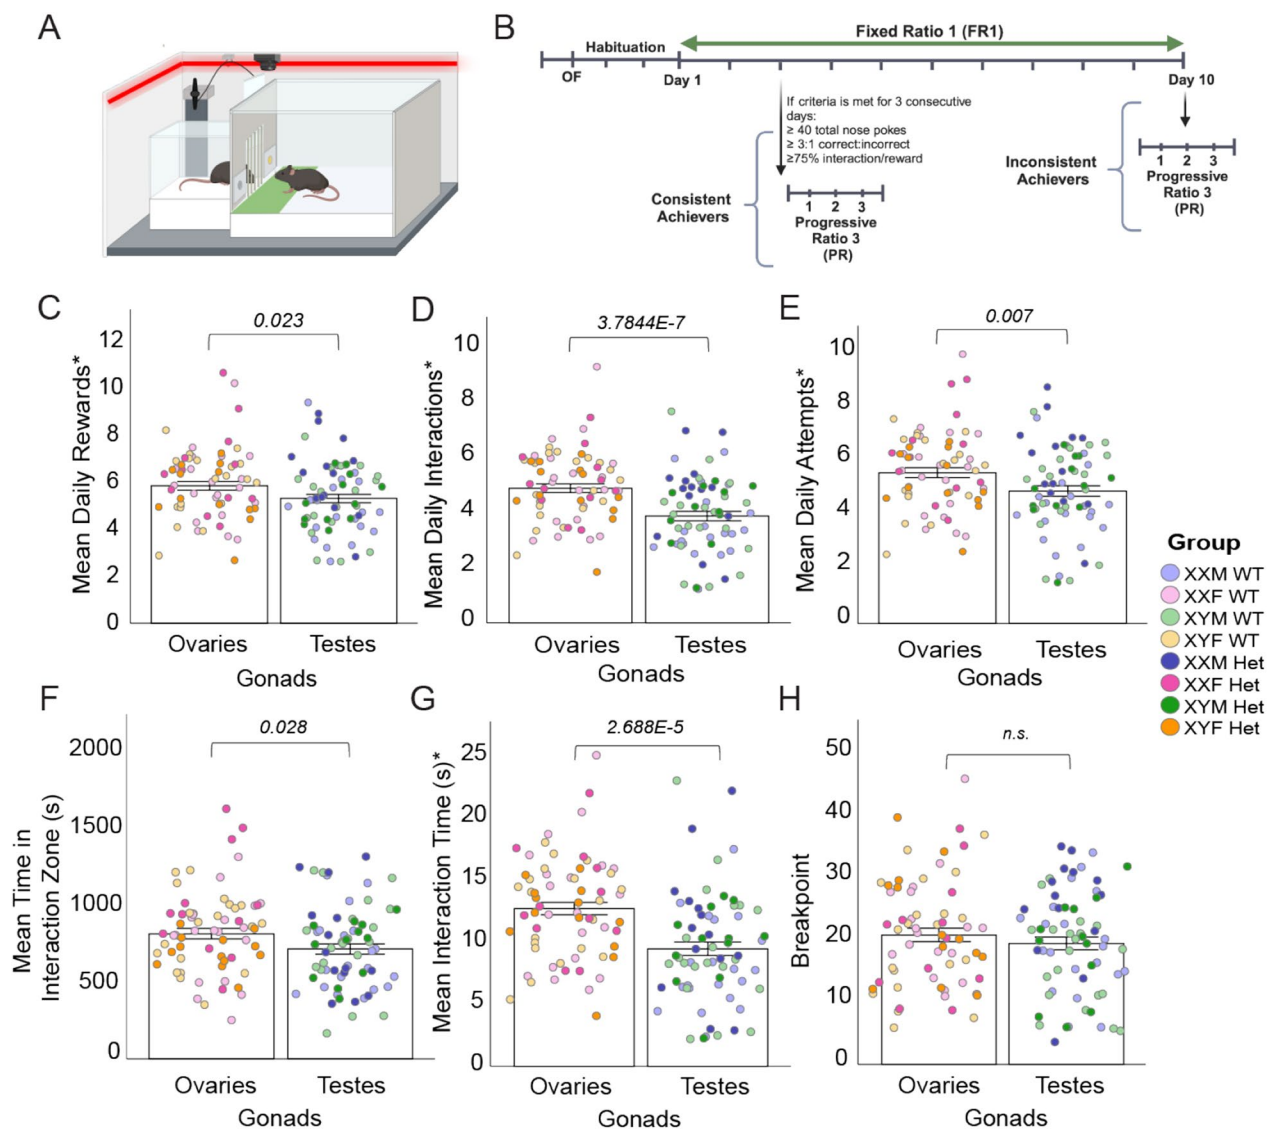 A
B
Fixed Ratio 1 (FR1)
Habituation
OF
Day 1
Day 10
If criteria is met for 3 consecutive
days:
≥ 40 total nose pokes
≥ 3:1 correct:incorrect
≥75% interaction/reward
Consistent
Achievers
1 2 3
Progressive
Ratio 3
(PR)
Inconsistent
Achievers
1 2 3
Progressive
Ratio 3
(PR)
C
0.023
Mean Daily Rewards*
12
10
8
6
4
2
0
Ovaries Testes
Gonads
D
3.7844E-7
Mean Daily Interactions*
10
8
6
4
2
0
Ovaries Testes
Gonads
E
0.007
Mean Daily Attempts*
10
8
6
4
2
0
Ovaries Testes
Gonads
Group
XXM WT
XXF WT
XYM WT
XYF WT
XXM Het
XXF Het
XYM Het
XYF Het
F
0.028
Mean Time in
Interaction Zone (s)
2000
1500
1000
500
0
Ovaries Testes
Gonads
G
2.688E-5
Mean Interaction Time (s)*
25
20
15
10
5
0
Ovaries Testes
Gonads
H
n.s.
Breakpoint
50
40
30
20
10
0
Ovaries Testes
Gonads